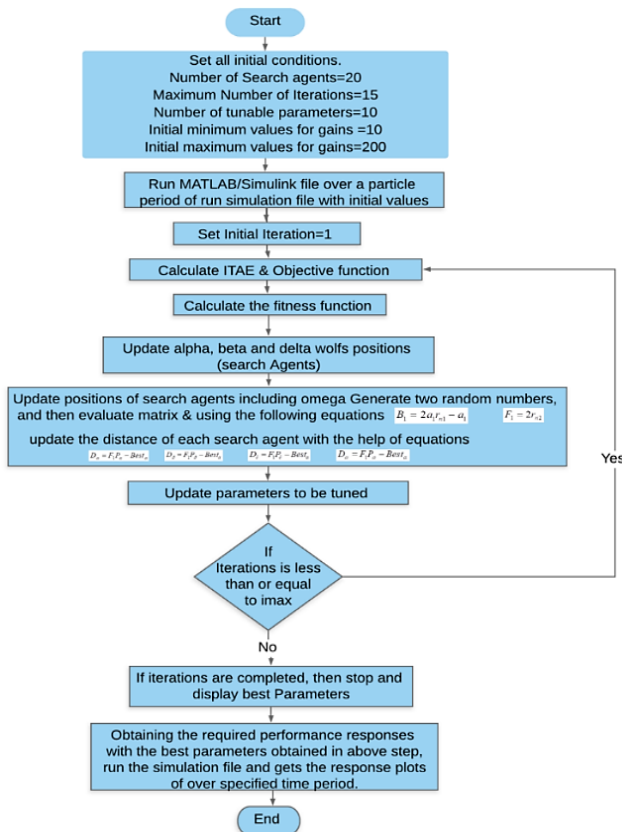 Start
Set all initial conditions.
Number of Search agents=20
Maximum Number of Iterations=15
Number of tunable parameters=10
Initial minimum values for gains =10
Initial maximum values for gains=200
Run MATLAB/Simulink file over a particle
period of run simulation file with initial values
Set Initial Iteration=1
Calculate ITAE & Objective function
Calculate the fitness function
Update alpha, beta and delta wolfs positions
(search Agents)
Update positions of search agents including omega Generate two random numbers,
and then evaluate matrix & using the following equations B₁ = 2a₁rₙ₁ − a₁ F₁ = 2rₙ₂
update the distance of each search agent with the help of equations
Update parameters to be tuned
Yes
If
Iterations is less
than or equal
to imax
No
If iterations are completed, then stop and
display best Parameters
Obtaining the required performance responses
with the best parameters obtained in above step,
run the simulation file and gets the response plots
of over specified time period.
End